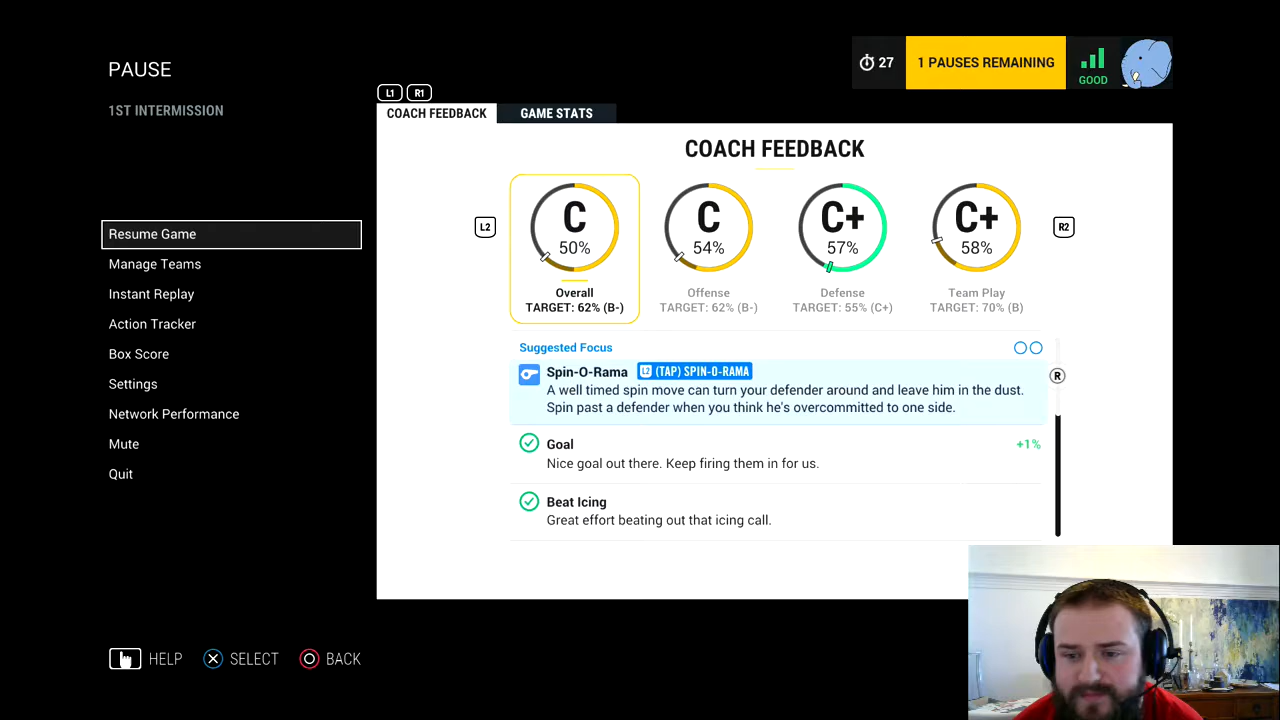 PAUSE
1ST INTERMISSION
27
1 PAUSES REMAINING
GOOD
L1 R1
COACH FEEDBACK
GAME STATS
COACH FEEDBACK
L2
C
50%
Overall
TARGET: 62% (B-)
C
54%
Offense
TARGET: 62% (B-)
C+
57%
Defense
TARGET: 55% (C+)
C+
58%
Team Play
TARGET: 70% (B)
R2
Resume Game
Manage Teams
Instant Replay
Action Tracker
Box Score
Settings
Network Performance
Mute
Quit
Suggested Focus
Spin-O-Rama L2 (TAP) SPIN-O-RAMA
A well timed spin move can turn your defender around and leave him in the dust.
Spin past a defender when you think he's overcommitted to one side.
R
Goal +1%
Nice goal out there. Keep firing them in for us.
Beat Icing
Great effort beating out that icing call.
HELP SELECT BACK